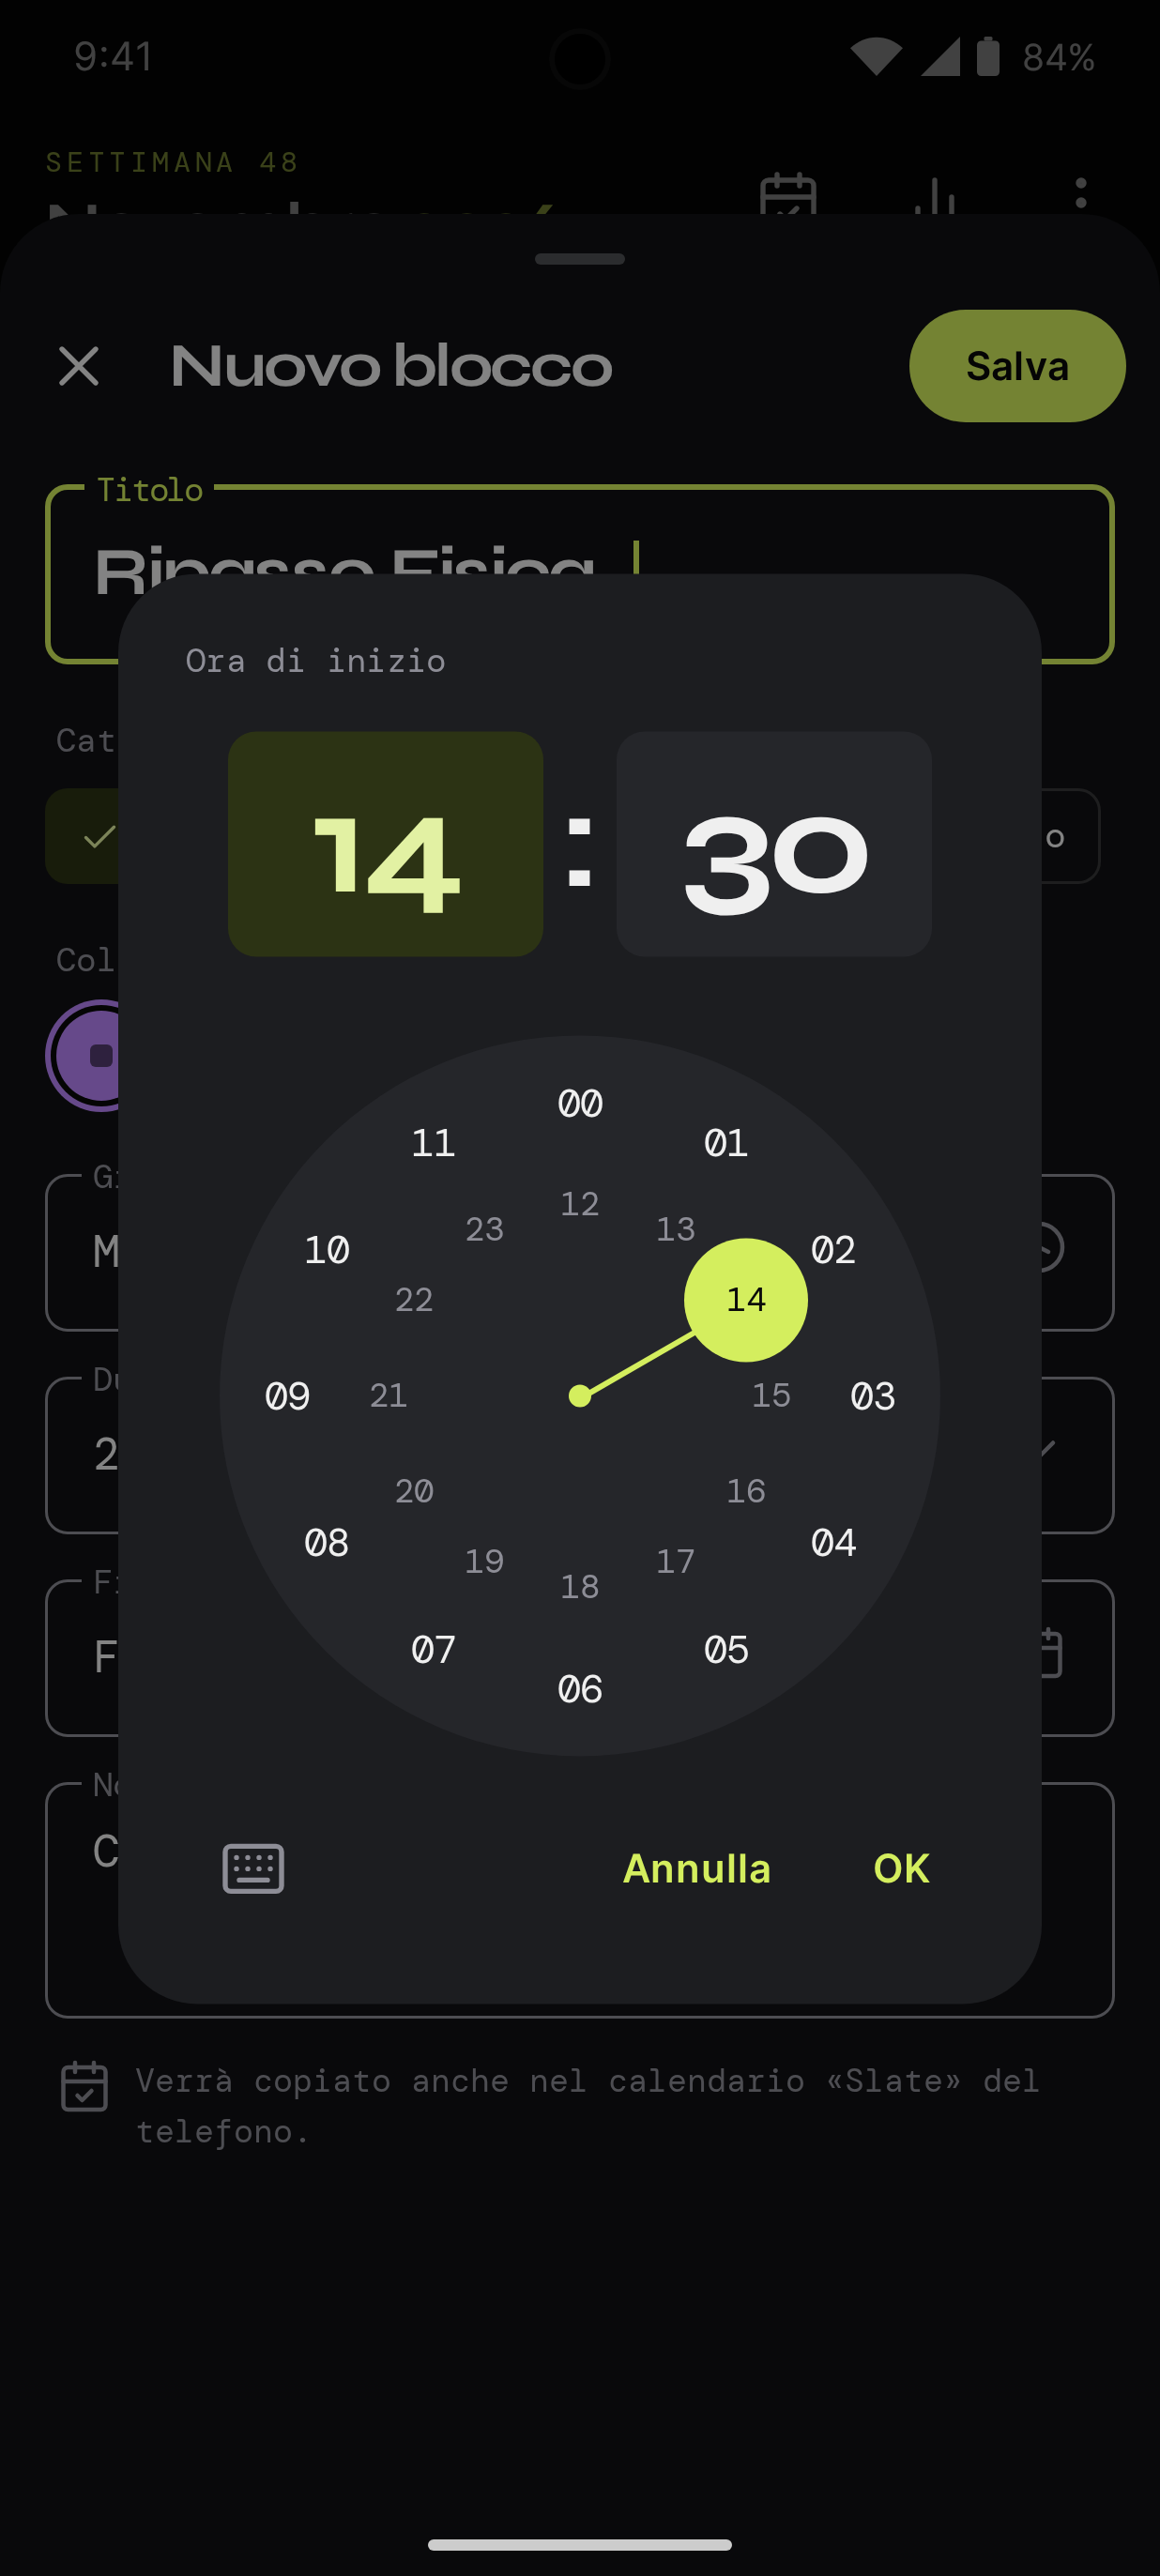 9:41
84%
SETTIMANA 48
Nuovo blocco
Salva
Titolo
Ripasso Fisica
Ora di inizio
14:30
00
11 01
12
23 13
10 02
22 14
09 21 15 03
20 16
08 04
19 17
18
07 05
06
Annulla OK
Verrà copiato anche nel calendario «Slate» del
telefono.